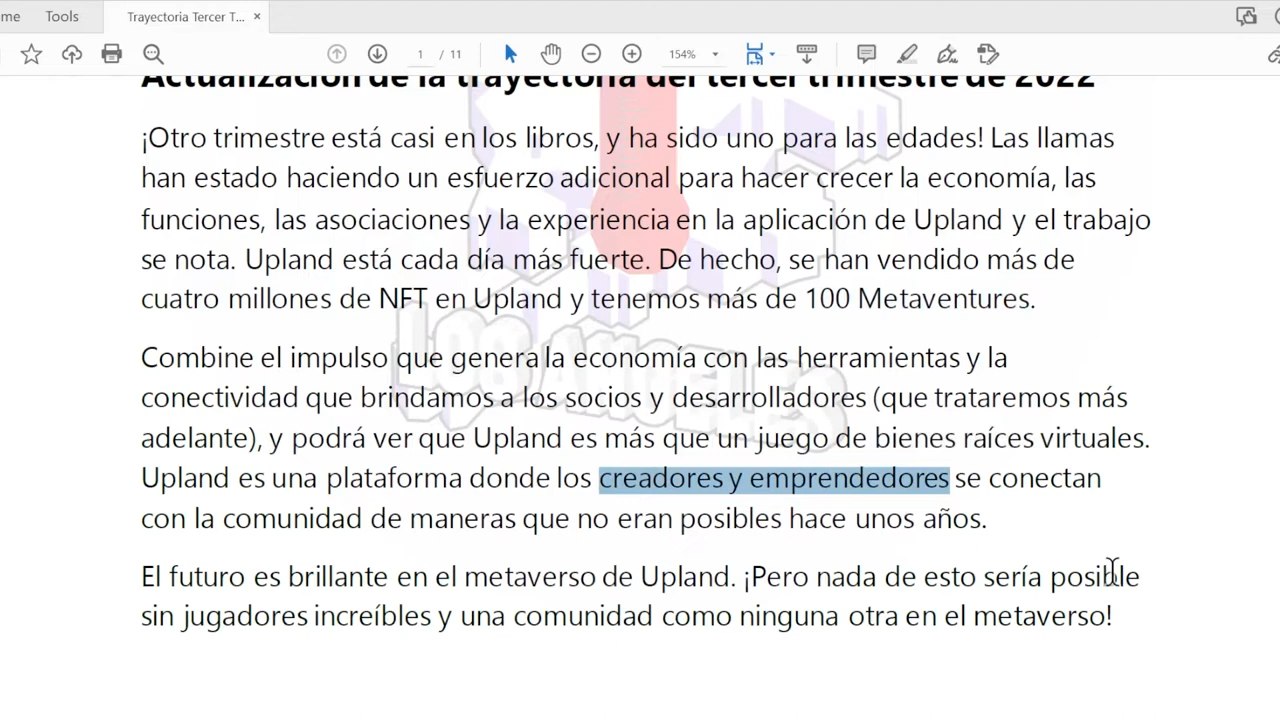 ome Tools Trayectoria Tercer T... ×
1 / 11 154%
Actualización de la trayectoria del tercer trimestre de 2022
¡Otro trimestre está casi en los libros, y ha sido uno para las edades! Las llamas
han estado haciendo un esfuerzo adicional para hacer crecer la economía, las
funciones, las asociaciones y la experiencia en la aplicación de Upland y el trabajo
se nota. Upland está cada día más fuerte. De hecho, se han vendido más de
cuatro millones de NFT en Upland y tenemos más de 100 Metaventures.
Combine el impulso que genera la economía con las herramientas y la
conectividad que brindamos a los socios y desarrolladores (que trataremos más
adelante), y podrá ver que Upland es más que un juego de bienes raíces virtuales.
Upland es una plataforma donde los creadores y emprendedores se conectan
con la comunidad de maneras que no eran posibles hace unos años.
El futuro es brillante en el metaverso de Upland. ¡Pero nada de esto sería posible
sin jugadores increíbles y una comunidad como ninguna otra en el metaverso!
LOS ANGELES